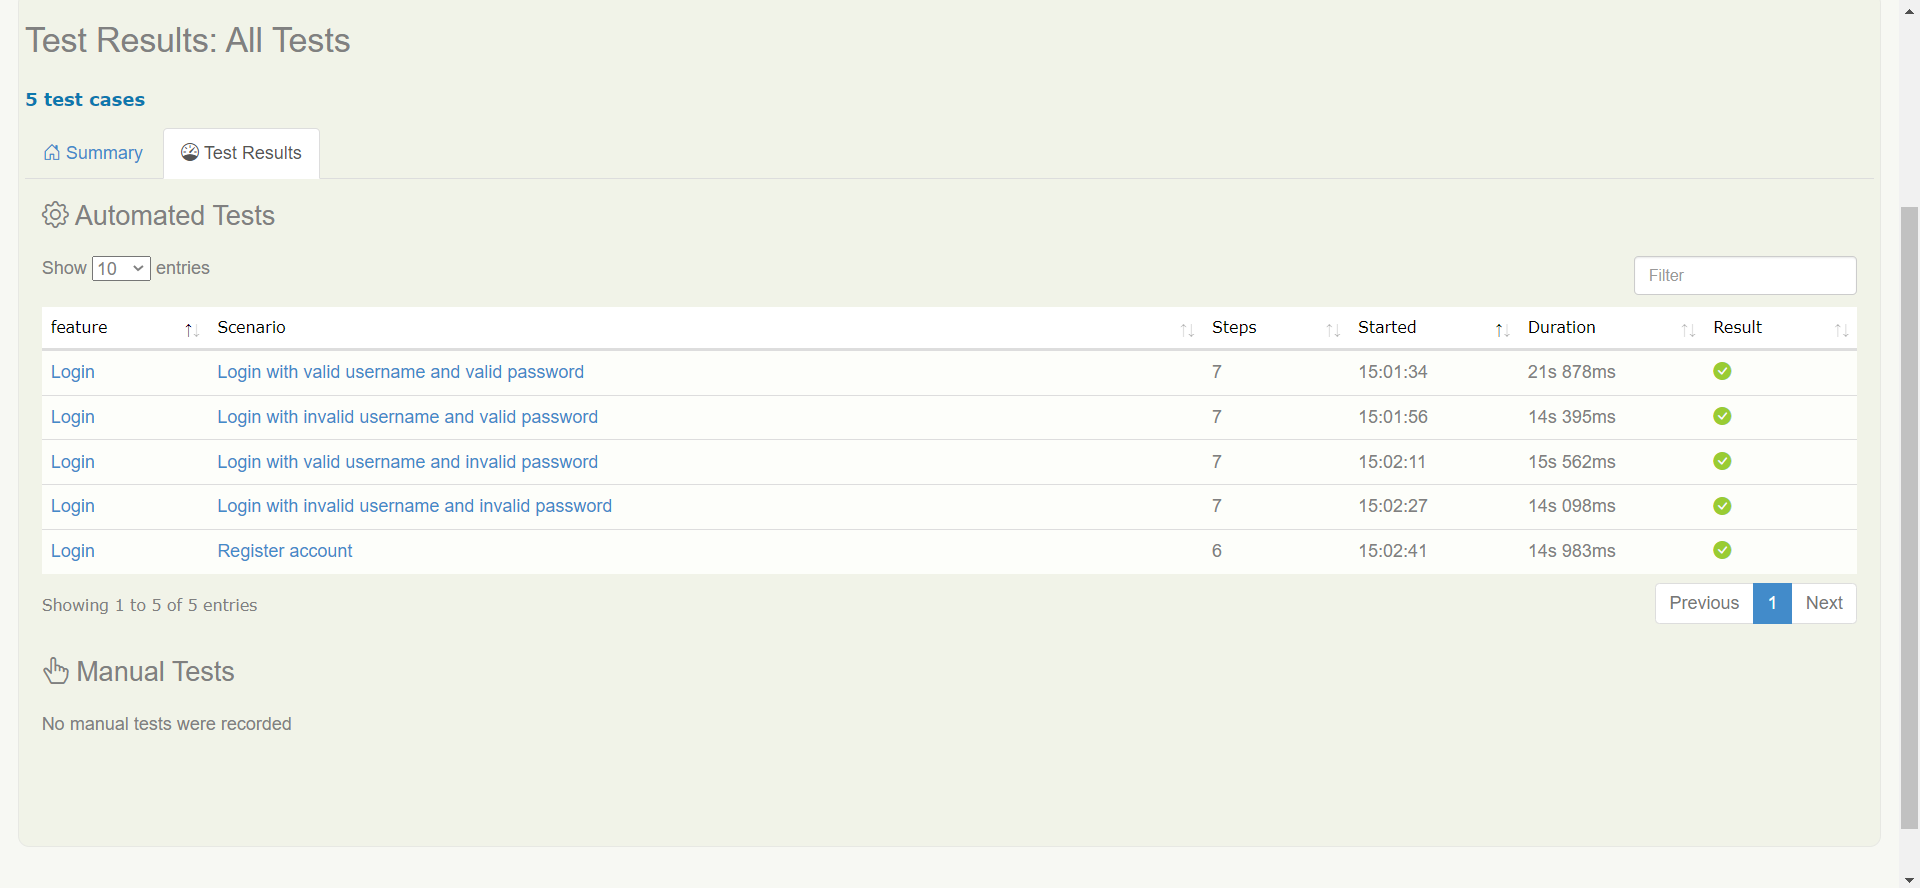 Test Results: All Tests
5 test cases
Summary Test Results
Automated Tests
Show 10 entries
Filter
feature Scenario Steps Started Duration Result
Login Login with valid username and valid password 7 15:01:34 21s 878ms
Login Login with invalid username and valid password 7 15:01:56 14s 395ms
Login Login with valid username and invalid password 7 15:02:11 15s 562ms
Login Login with invalid username and invalid password 7 15:02:27 14s 098ms
Login Register account 6 15:02:41 14s 983ms
Showing 1 to 5 of 5 entries
Previous 1 Next
Manual Tests
No manual tests were recorded